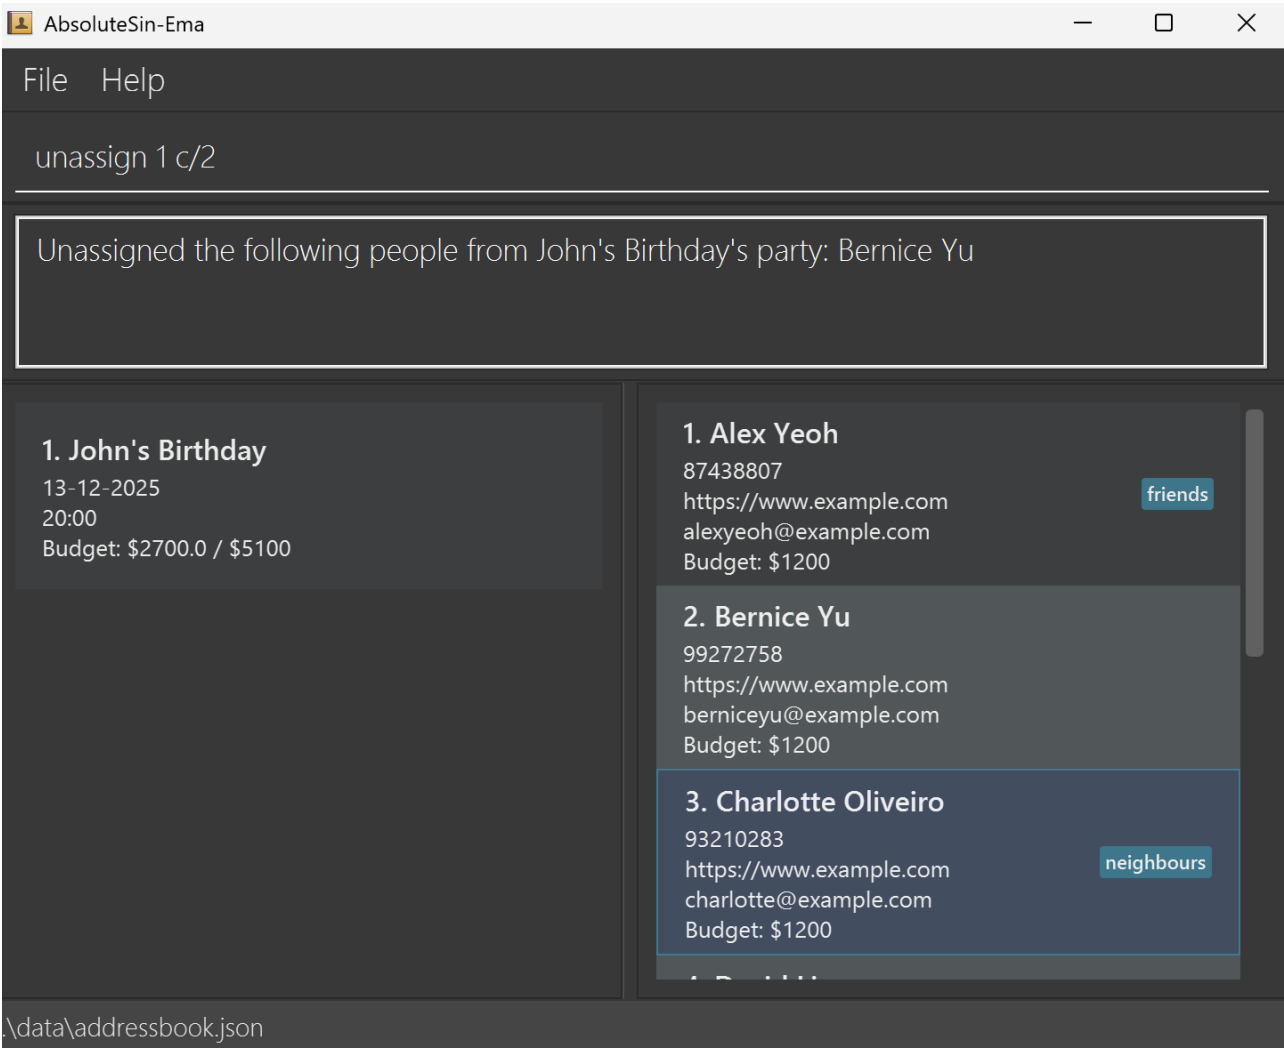 AbsoluteSin-Ema
File Help
unassign 1 c/2
Unassigned the following people from John's Birthday's party: Bernice Yu
1. John's Birthday
13-12-2025
20:00
Budget: $2700.0 / $5100
1. Alex Yeoh
87438807
https://www.example.com
friends
alexyeoh@example.com
Budget: $1200
2. Bernice Yu
99272758
https://www.example.com
berniceyu@example.com
Budget: $1200
3. Charlotte Oliveiro
93210283
https://www.example.com
neighbours
charlotte@example.com
Budget: $1200
.\data\addressbook.json